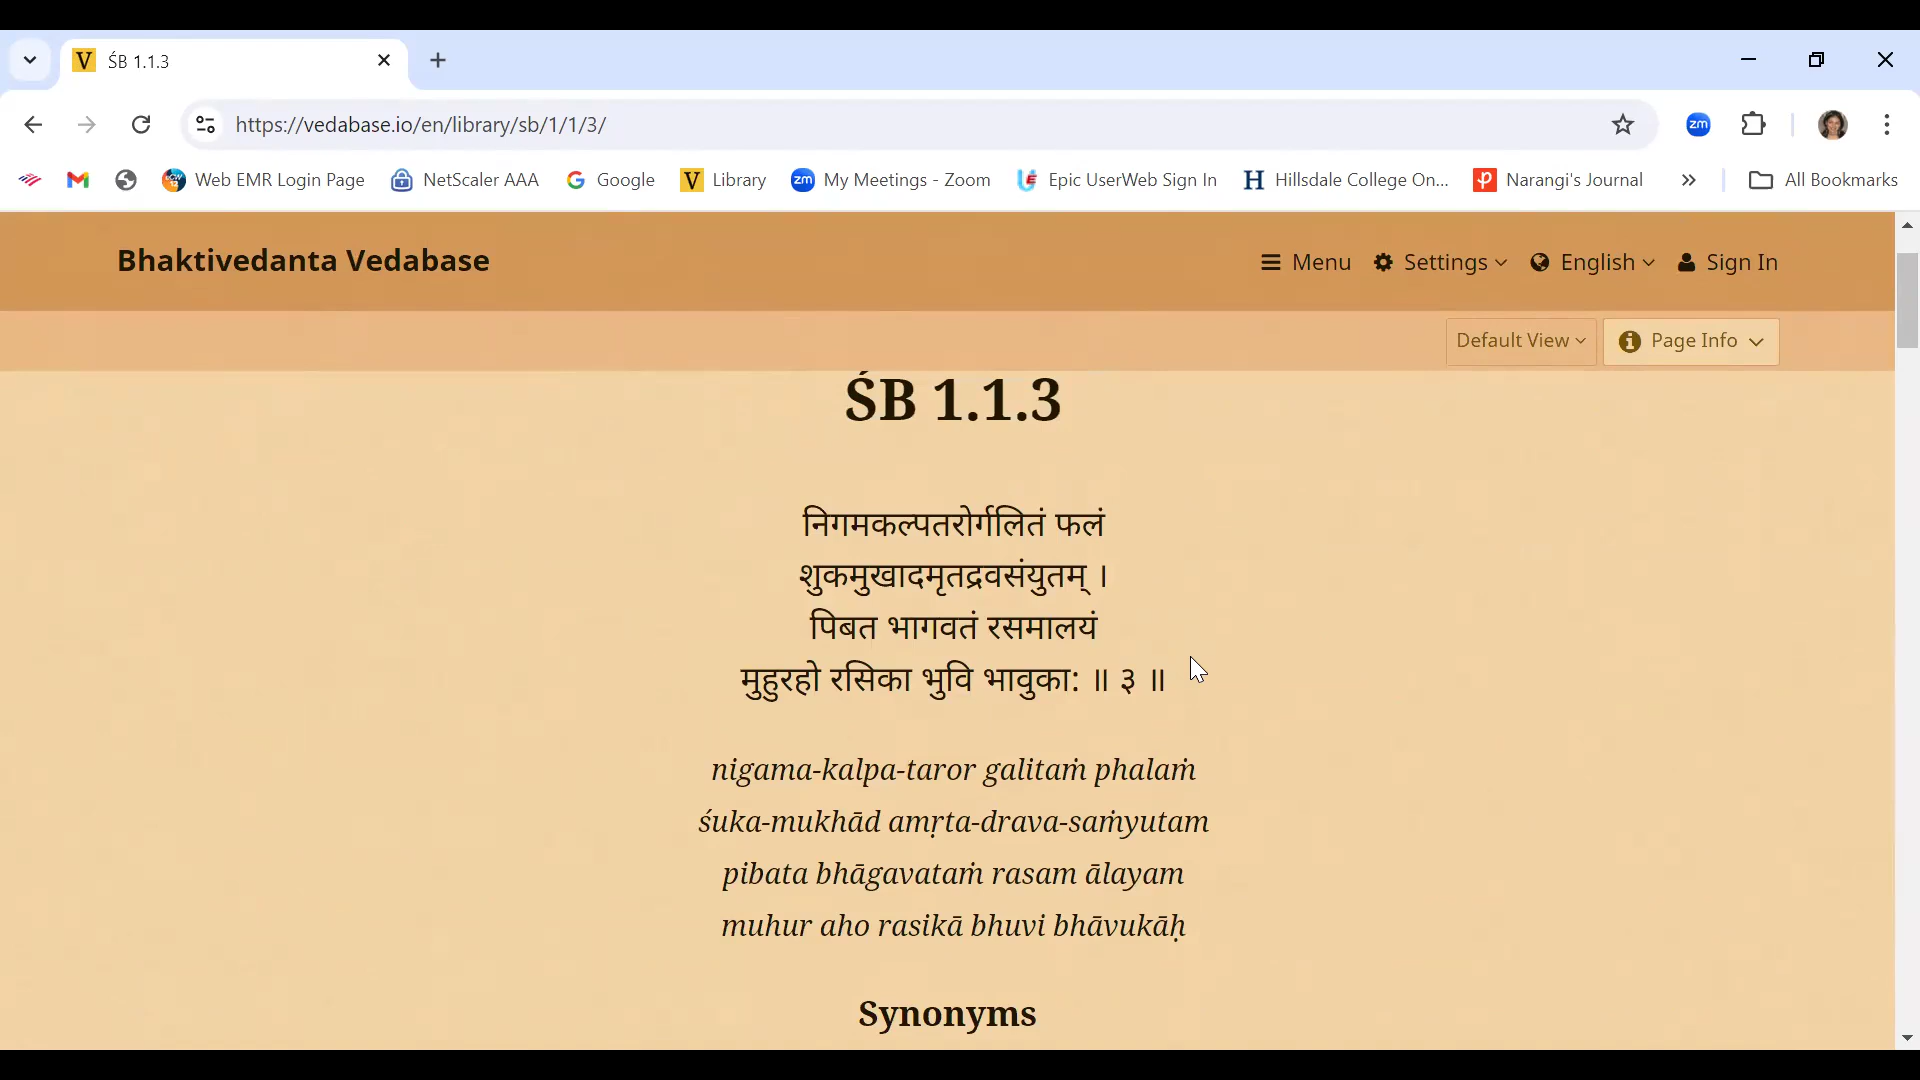 V ŚB 1.1.3
https://vedabase.io/en/library/sb/1/1/3/
zm
Web EMR Login Page
NetScaler AAA
Google
V Library
zm My Meetings - Zoom
Epic UserWeb Sign In
H Hillsdale College On...
Narangi's Journal
»
All Bookmarks
Bhaktivedanta Vedabase
Menu
Settings
English
Sign In
Default View
Page Info
ŚB 1.1.3
निगमकल्पतरोर्गलितं फलं
शुकमुखादमृतद्रवसंयुतम् ।
पिबत भागवतं रसमालयं
मुहुरहो रसिका भुवि भावुका: ॥ ३ ॥
nigama-kalpa-taror galitaṁ phalaṁ
śuka-mukhād amṛta-drava-saṁyutam
pibata bhāgavataṁ rasam ālayam
muhur aho rasikā bhuvi bhāvukāḥ
Synonyms